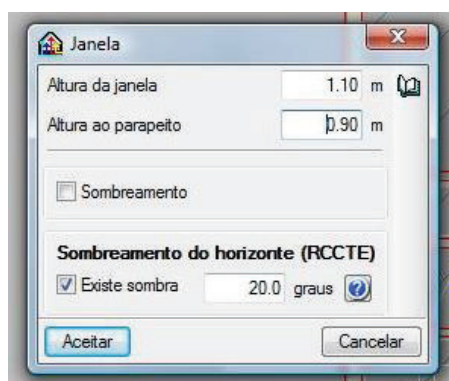 Janela
Altura da janela 1.10 m
Altura ao parapeito 0.90 m
Sombreamento
Sombreamento do horizonte (RCCTE)
Existe sombra 20.0 graus ?
Aceitar Cancelar